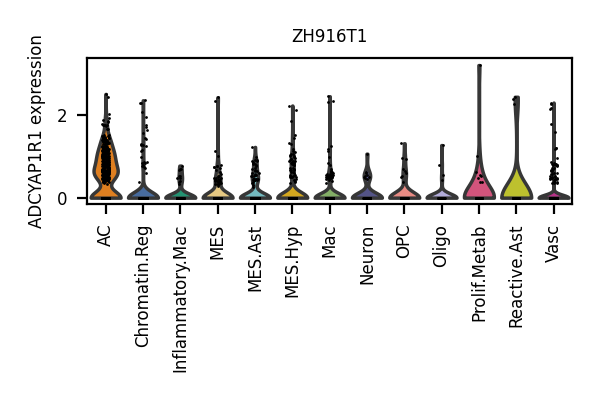 ZH916T1
ADCYAP1R1 expression
2
0
AC
Chromatin.Reg
Inflammatory.Mac
MES
MES.Ast
MES.Hyp
Mac
Neuron
OPC
Oligo
Prolif.Metab
Reactive.Ast
Vasc